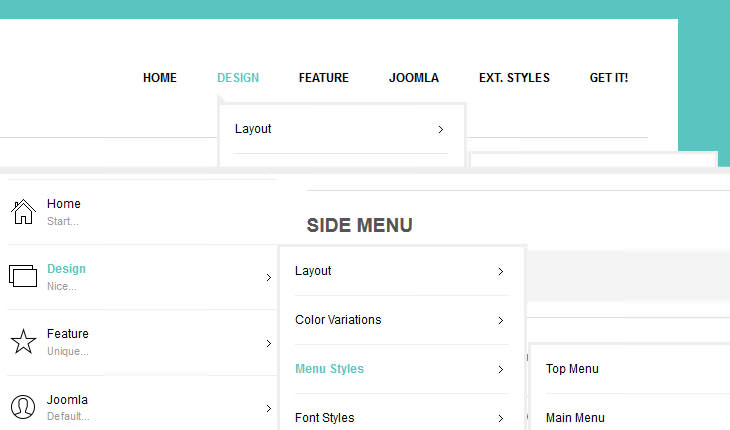 HOME DESIGN FEATURE JOOMLA EXT. STYLES GET IT!
Layout
Home
Start...
Design
Nice...
Feature
Unique...
Joomla
Default...
SIDE MENU
Layout
Color Variations
Menu Styles
Font Styles
Top Menu
Main Menu